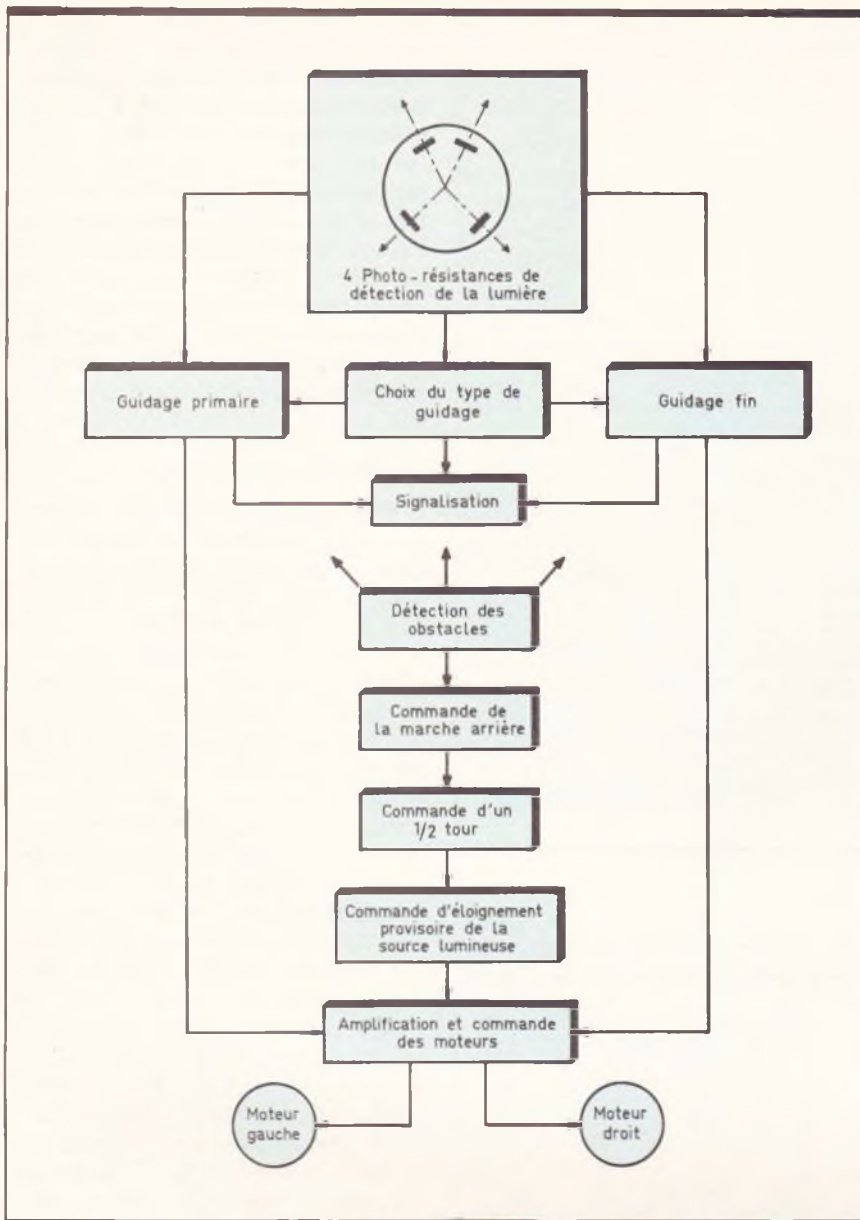 4 Photo-résistances de
détection de la lumière
Guidage primaire
Choix du type de
guidage
Guidage fin
Signalisation
Détection des
obstacles
Commande de
la marche arrière
Commande d'un
1/2 tour
Commande d'éloignement
provisoire de la
source lumineuse
Amplification et commande
des moteurs
Moteur
gauche
Moteur
droit